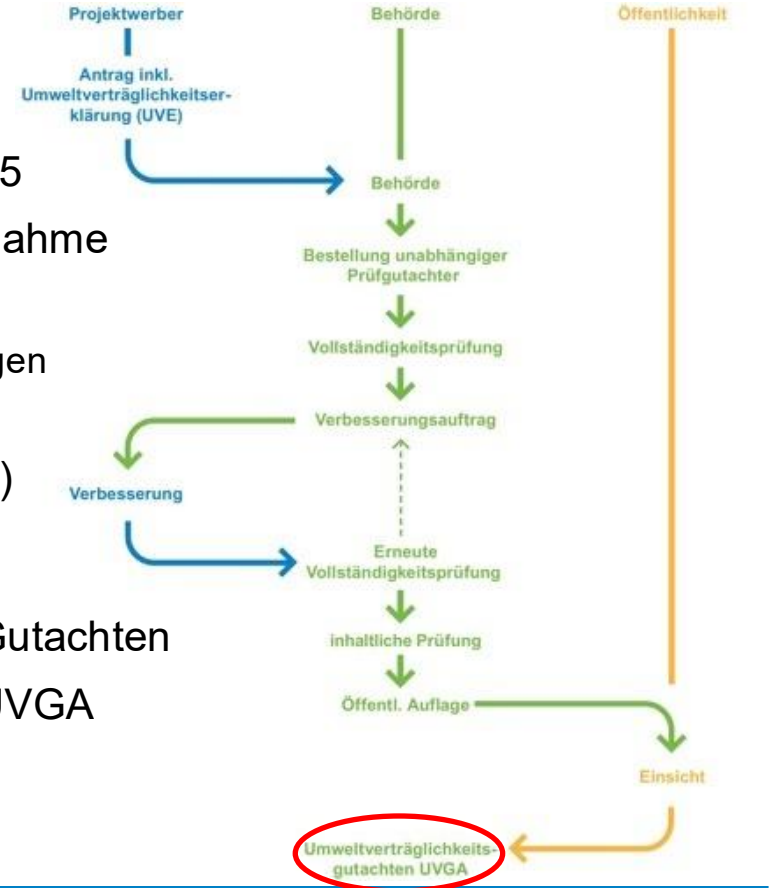 Projektwerber
Behörde
Öffentlichkeit
Antrag inkl.
Umweltverträglichkeitser-
klärung (UVE)
5
Behörde
ahme
Bestellung unabhängiger
Prüfgutachter
Vollständigkeitsprüfung
gen
Verbesserungsauftrag
)
Verbesserung
Erneute
Vollständigkeitsprüfung
Gutachten
inhaltliche Prüfung
UVGA
Öffentl. Auflage
Einsicht
Umweltverträglichkeits-
gutachten UVGA